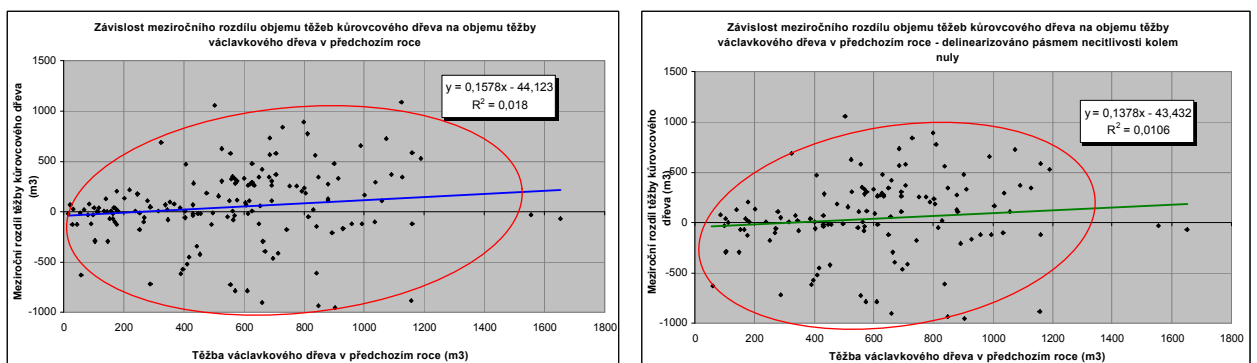 Závislost meziročního rozdílu objemu těžeb kůrovcového dřeva na objemu těžby
václavkového dřeva v předchozím roce
1500
1000
500
0
-500
-1000
0 200 400 600 800 1000 1200 1400 1600 1800
Meziroční rozdíl těžby kůrovcového dřeva
(m3)
y = 0,1578x - 44,123
R² = 0,018
Těžba václavkového dřeva v předchozím roce (m3)
Závislost meziročního rozdílu objemu těžeb kůrovcového dřeva na objemu těžby
václavkového dřeva v předchozím roce - delinearizováno pásmem necitlivosti kolem
nuly
1500
1000
500
0
-500
-1000
0 200 400 600 800 1000 1200 1400 1600 1800
Meziroční rozdíl těžby kůrovcového
dřeva (m3)
y = 0,1378x - 43,432
R² = 0,0106
Těžba václavkového dřeva v předchozím roce (m3)